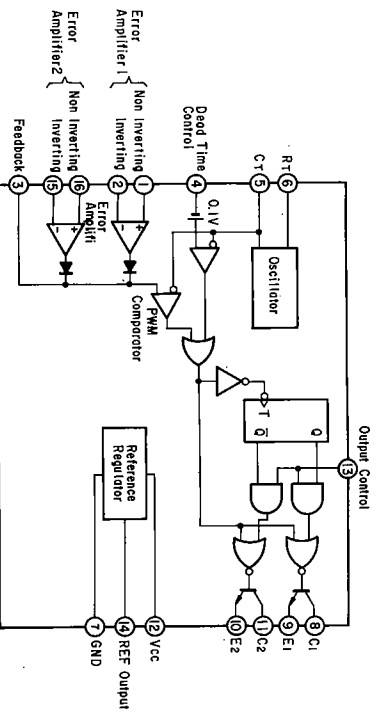 Output Control
13
RT 6
CT 5
Oscillator
Dead Time
Control
4
0.1V
T
Q
Q̅
8 C1
9 E1
11 C2
10 E2
Error
Amplifier 1
Non Inverting 1
Inverting 2
+
−
PWM
Comparator
Error
Amplifier2
Non Inverting 16
Inverting 15
+
−
Error
Amplifi
Feedback 3
Reference
Regulator
12 VCC
14 REF Output
7 GND